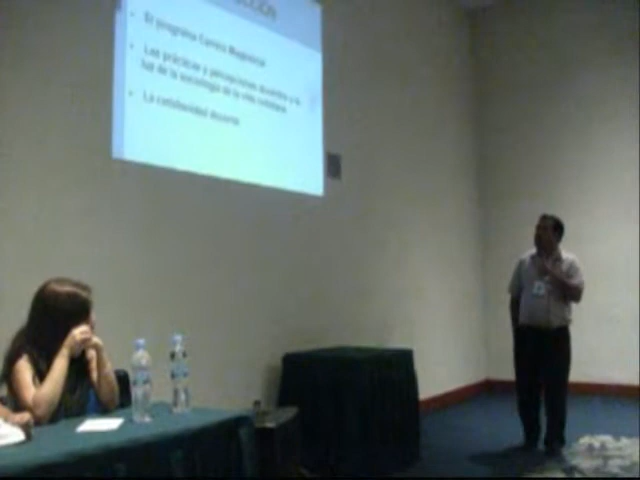 CCIÓN
El programa Carrera Magisterial
Las prácticas y percepciones docentes a la
luz de la sociología de la vida cotidiana
La cotidianidad docente